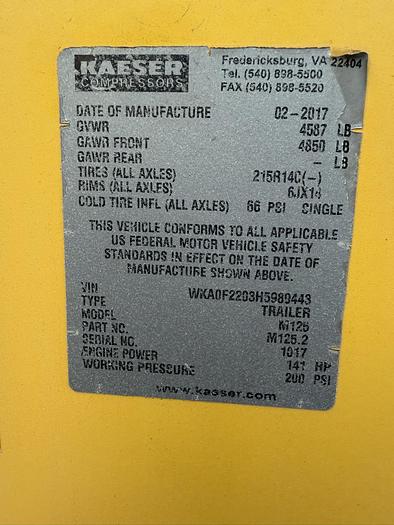 KAESER
COMPRESSORS
Fredericksburg, VA 22404
Tel. (540) 898-5500
FAX (540) 898-5520
DATE OF MANUFACTURE 02-2017
GVWR 4587 LB
GAWR FRONT 4850 LB
GAWR REAR - LB
TIRES (ALL AXLES) 215R14C(-)
RIMS (ALL AXLES) 6JX14
COLD TIRE INFL (ALL AXLES) 66 PSI SINGLE
THIS VEHICLE CONFORMS TO ALL APPLICABLE
US FEDERAL MOTOR VEHICLE SAFETY
STANDARDS IN EFFECT ON THE DATE OF
MANUFACTURE SHOWN ABOVE.
VIN WKA0F2203H5980443
TYPE TRAILER
MODEL M125
PART NO. M125.2
SERIAL NO. 1017
ENGINE POWER 141 HP
WORKING PRESSURE 200 PSI
www.kaeser.com